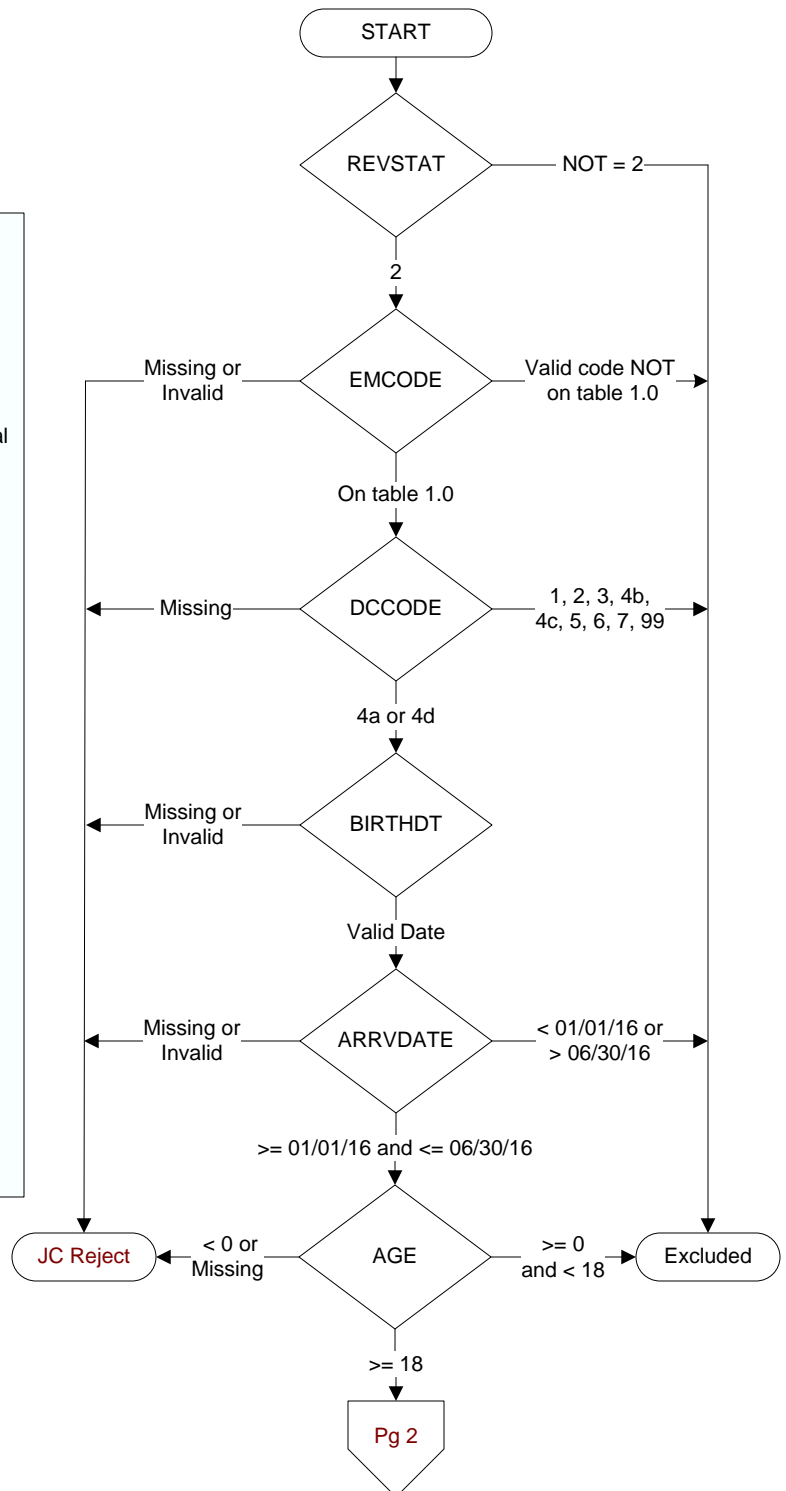 START
REVSTAT
NOT = 2
2
Missing or
Invalid
EMCODE
Valid code NOT
on table 1.0
al
On table 1.0
Missing
DCCODE
1, 2, 3, 4b,
4c, 5, 6, 7, 99
4a or 4d
Missing or
Invalid
BIRTHDT
Valid Date
Missing or
Invalid
ARRVDATE
< 01/01/16 or
> 06/30/16
>= 01/01/16 and <= 06/30/16
JC Reject
< 0 or
Missing
AGE
>= 0
and < 18
Excluded
>= 18
Pg 2